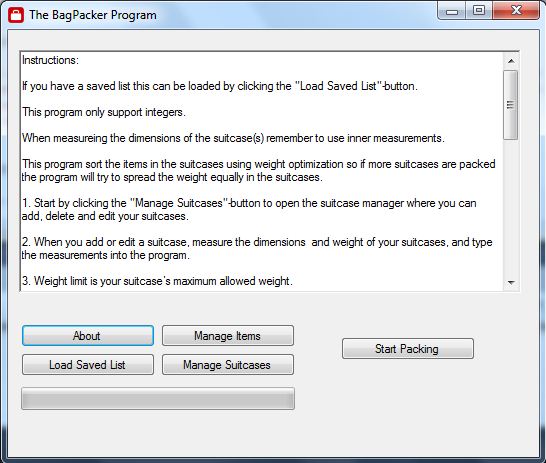 The BagPacker Program
Instructions:
If you have a saved list this can be loaded by clicking the "Load Saved List"-button.
This program only support integers.
When measureing the dimensions of the suitcase(s) remember to use inner measurements.
This program sort the items in the suitcases using weight optimization so if more suitcases are packed
the program will try to spread the weight equally in the suitcases.
1. Start by clicking the "Manage Suitcases"-button to open the suitcase manager where you can
add, delete and edit your suitcases.
2. When you add or edit a suitcase, measure the dimensions  and weight of your suitcases, and type
the measurements into the program.
3. Weight limit is your suitcase's maximum allowed weight.
About
Manage Items
Start Packing
Load Saved List
Manage Suitcases